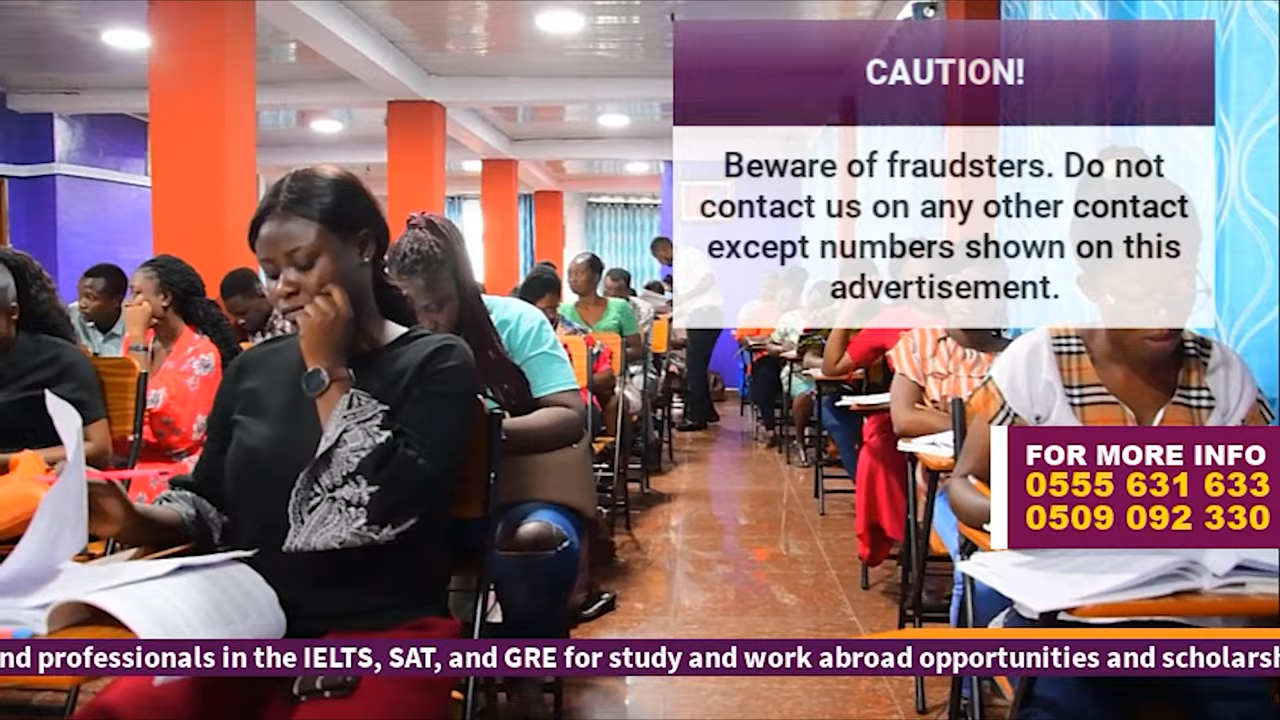 CAUTION!
Beware of fraudsters. Do not
contact us on any other contact
except numbers shown on this
advertisement.
FOR MORE INFO
0555 631 633
0509 092 330
nd professionals in the IELTS, SAT, and GRE for study and work abroad opportunities and scholarsh